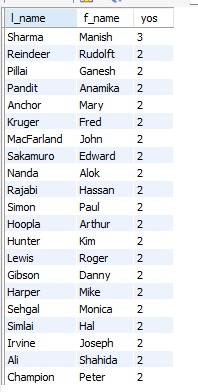 l_name f_name yos
Sharma Manish 3
Reindeer Rudolft 2
Pillai Ganesh 2
Pandit Anamika 2
Anchor Mary 2
Kruger Fred 2
MacFarland John 2
Sakamuro Edward 2
Nanda Alok 2
Rajabi Hassan 2
Simon Paul 2
Hoopla Arthur 2
Hunter Kim 2
Lewis Roger 2
Gibson Danny 2
Harper Mike 2
Sehgal Monica 2
Simlai Hal 2
Irvine Joseph 2
Ali Shahida 2
Champion Peter 2